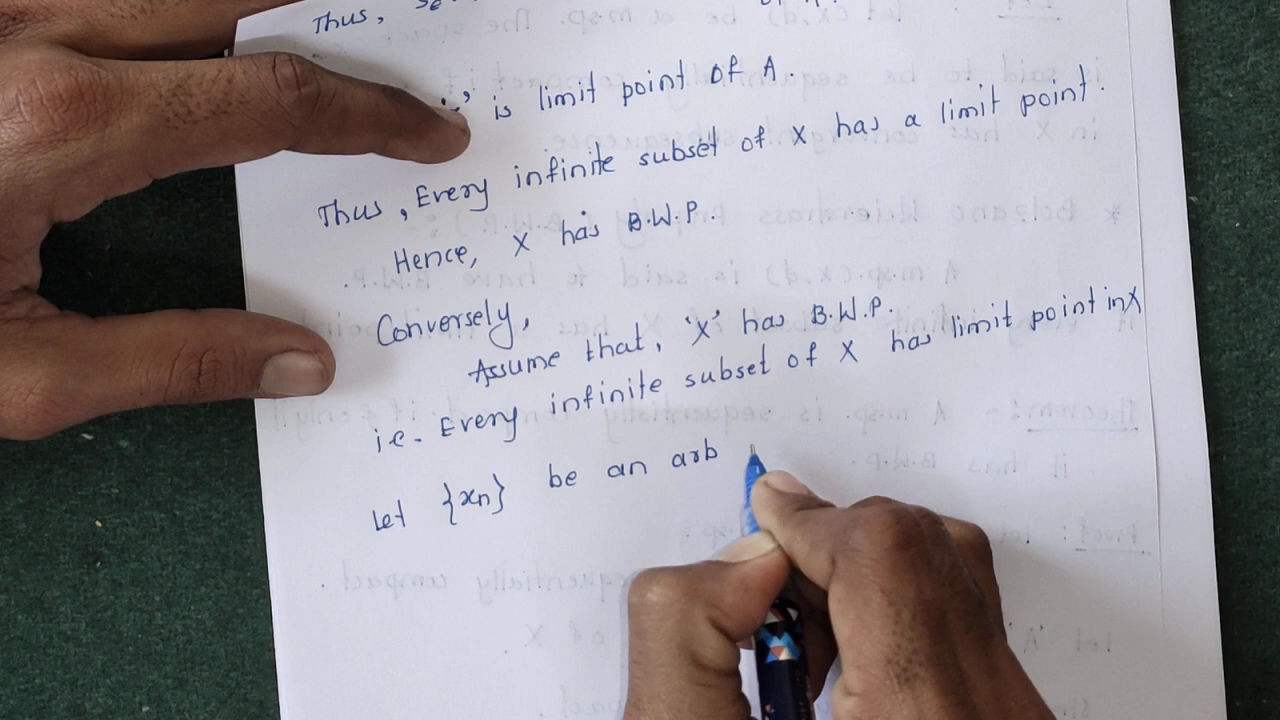 Thus,
is limit point of A.
Thus, Every infinite subset of X has a limit point.
Hence, X has B.W.P.
Conversely,
Assume that, 'X' has B.W.P.
i.e. Every infinite subset of X has limit point in X
Let {xn} be an arb